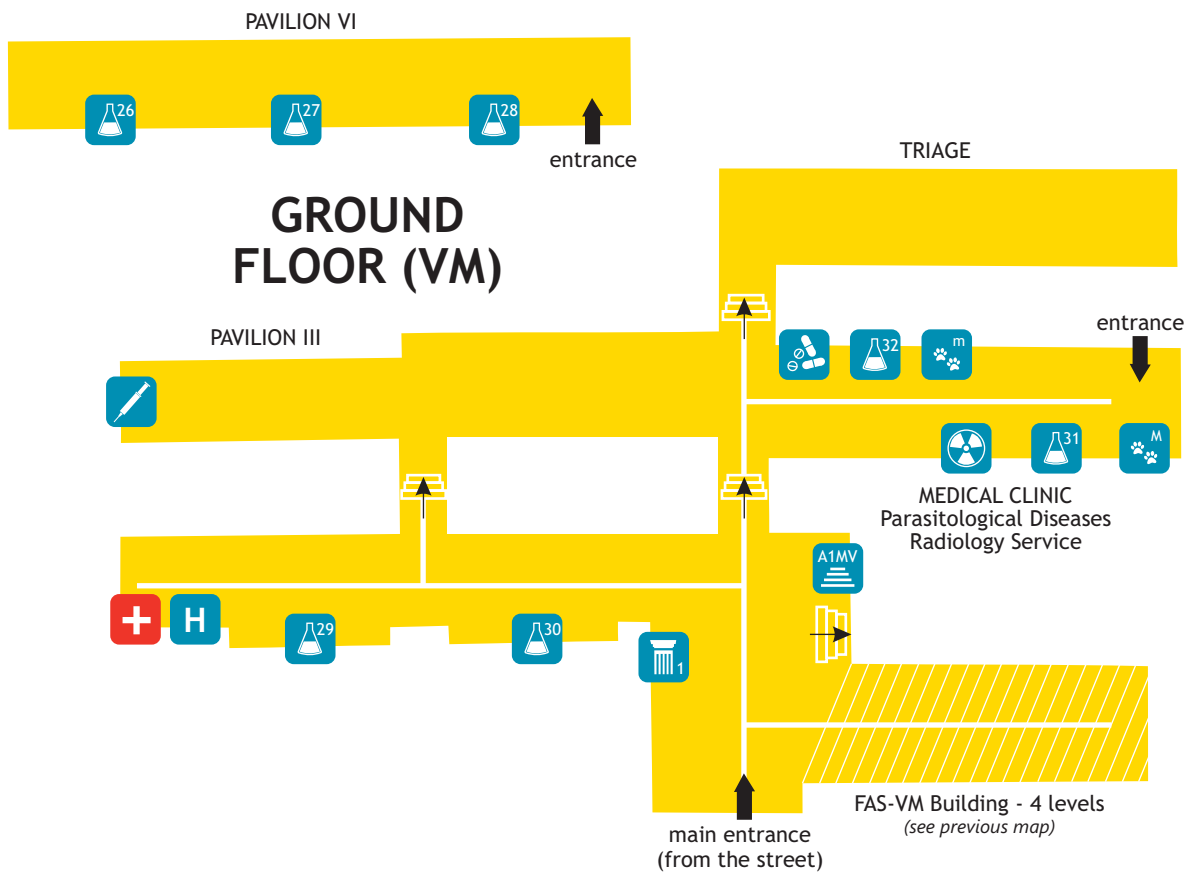 PAVILION VI
26
27
28
entrance
TRIAGE
GROUND
FLOOR (VM)
PAVILION III
entrance
32
m
31
M
MEDICAL CLINIC
Parasitological Diseases
Radiology Service
A1MV
H
29
30
1
FAS-VM Building - 4 levels
(see previous map)
main entrance
(from the street)